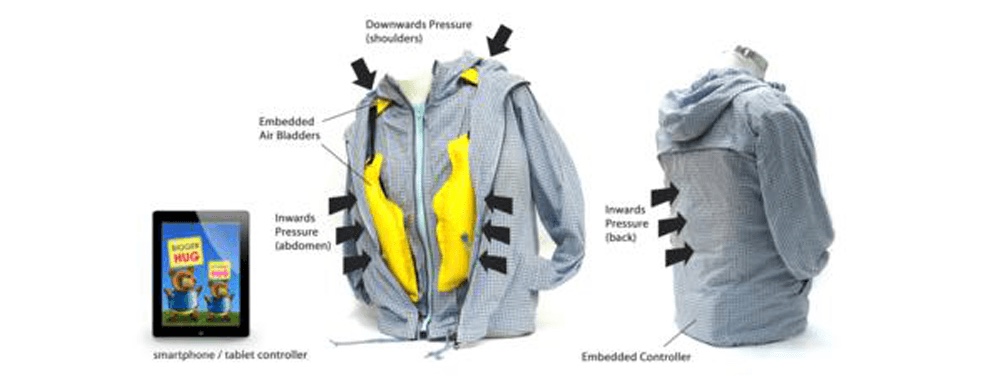 Downwards Pressure
(shoulders)
Embedded
Air Bladders
Inwards
Pressure
(abdomen)
Inwards
Pressure
(back)
BIGGER
HUG
smartphone / tablet controller
Embedded Controller